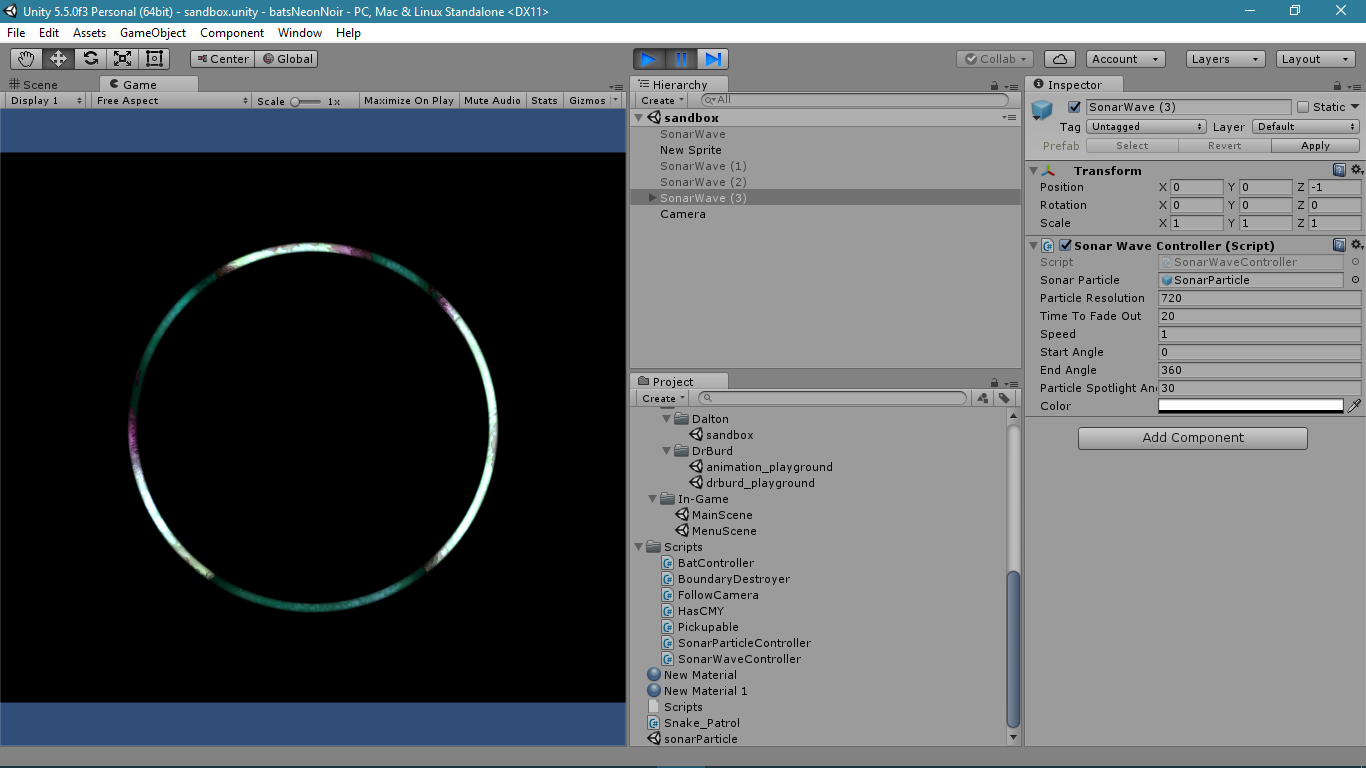 Unity 5.5.0f3 Personal (64bit) - sandbox.unity - batsNeonNoir - PC, Mac & Linux Standalone <DX11>
File Edit Assets GameObject Component Window Help
Center Global Collab Account Layers Layout
Scene Game
Display 1 Free Aspect Scale 1x Maximize On Play Mute Audio Stats Gizmos
Hierarchy
Create All
sandbox
SonarWave
New Sprite
SonarWave (1)
SonarWave (2)
SonarWave (3)
Camera
Project
Create
Dalton
sandbox
DrBurd
animation_playground
drburd_playground
In-Game
MainScene
MenuScene
Scripts
BatController
BoundaryDestroyer
FollowCamera
HasCMY
Pickupable
SonarParticleController
SonarWaveController
New Material
New Material 1
Scripts
Snake_Patrol
sonarParticle
Inspector
SonarWave (3) Static
Tag Untagged Layer Default
Prefab Select Revert Apply
Transform
Position X 0 Y 0 Z -1
Rotation X 0 Y 0 Z 0
Scale X 1 Y 1 Z 1
Sonar Wave Controller (Script)
Script SonarWaveController
Sonar Particle SonarParticle
Particle Resolution 720
Time To Fade Out 20
Speed 1
Start Angle 0
End Angle 360
Particle Spotlight An 30
Color
Add Component